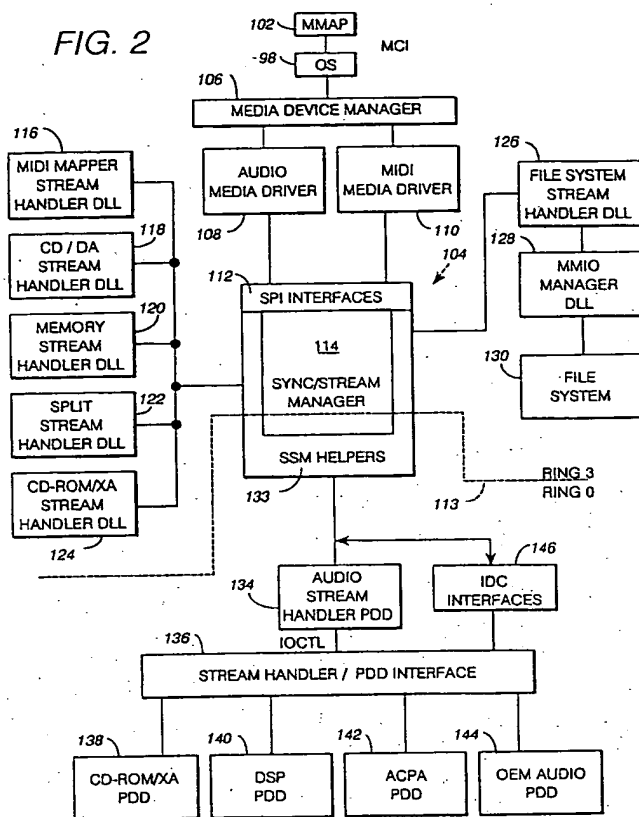 FIG. 2
102
MMAP
MCI
98
OS
106
MEDIA DEVICE MANAGER
116
MIDI MAPPER
STREAM
HANDLER DLL
AUDIO
MEDIA DRIVER
108
MIDI
MEDIA DRIVER
110
126
FILE SYSTEM
STREAM
HANDLER DLL
118
CD / DA
STREAM
HANDLER DLL
128
MMIO
MANAGER
DLL
104
112
SPI INTERFACES
120
MEMORY
STREAM
HANDLER DLL
114
SYNC/STREAM
MANAGER
130
FILE
SYSTEM
122
SPLIT
STREAM
HANDLER DLL
SSM HELPERS
133
RING 3
RING 0
113
CD-ROM/XA
STREAM
HANDLER DLL
124
134
AUDIO
STREAM
HANDLER PDD
146
IDC
INTERFACES
IOCTL
136
STREAM HANDLER / PDD INTERFACE
138
CD-ROM/XA
PDD
140
DSP
PDD
142
ACPA
PDD
144
OEM AUDIO
PDD